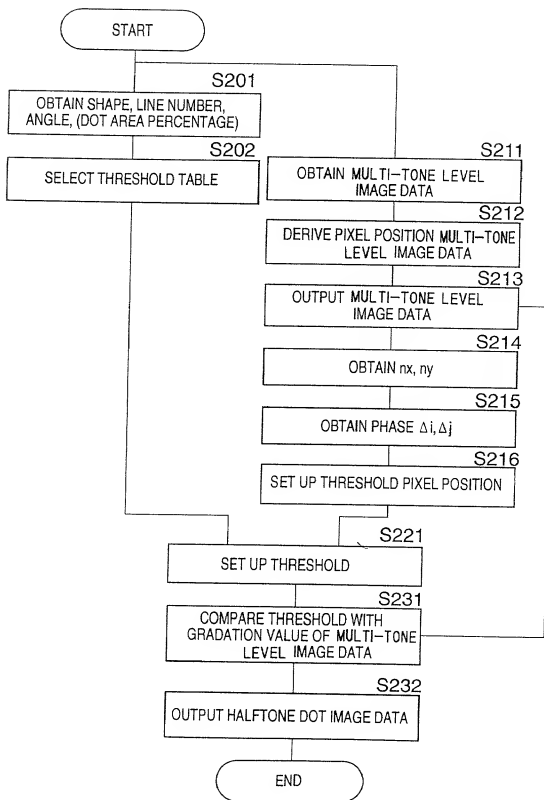 START
S201
OBTAIN SHAPE, LINE NUMBER,
ANGLE, (DOT AREA PERCENTAGE)
S202
SELECT THRESHOLD TABLE
S211
OBTAIN MULTI-TONE LEVEL
IMAGE DATA
S212
DERIVE PIXEL POSITION MULTI-TONE
LEVEL IMAGE DATA
S213
OUTPUT MULTI-TONE LEVEL
IMAGE DATA
S214
OBTAIN nx, ny
S215
OBTAIN PHASE Δi,Δj
S216
SET UP THRESHOLD PIXEL POSITION
S221
SET UP THRESHOLD
S231
COMPARE THRESHOLD WITH
GRADATION VALUE OF MULTI-TONE
LEVEL IMAGE DATA
S232
OUTPUT HALFTONE DOT IMAGE DATA
END